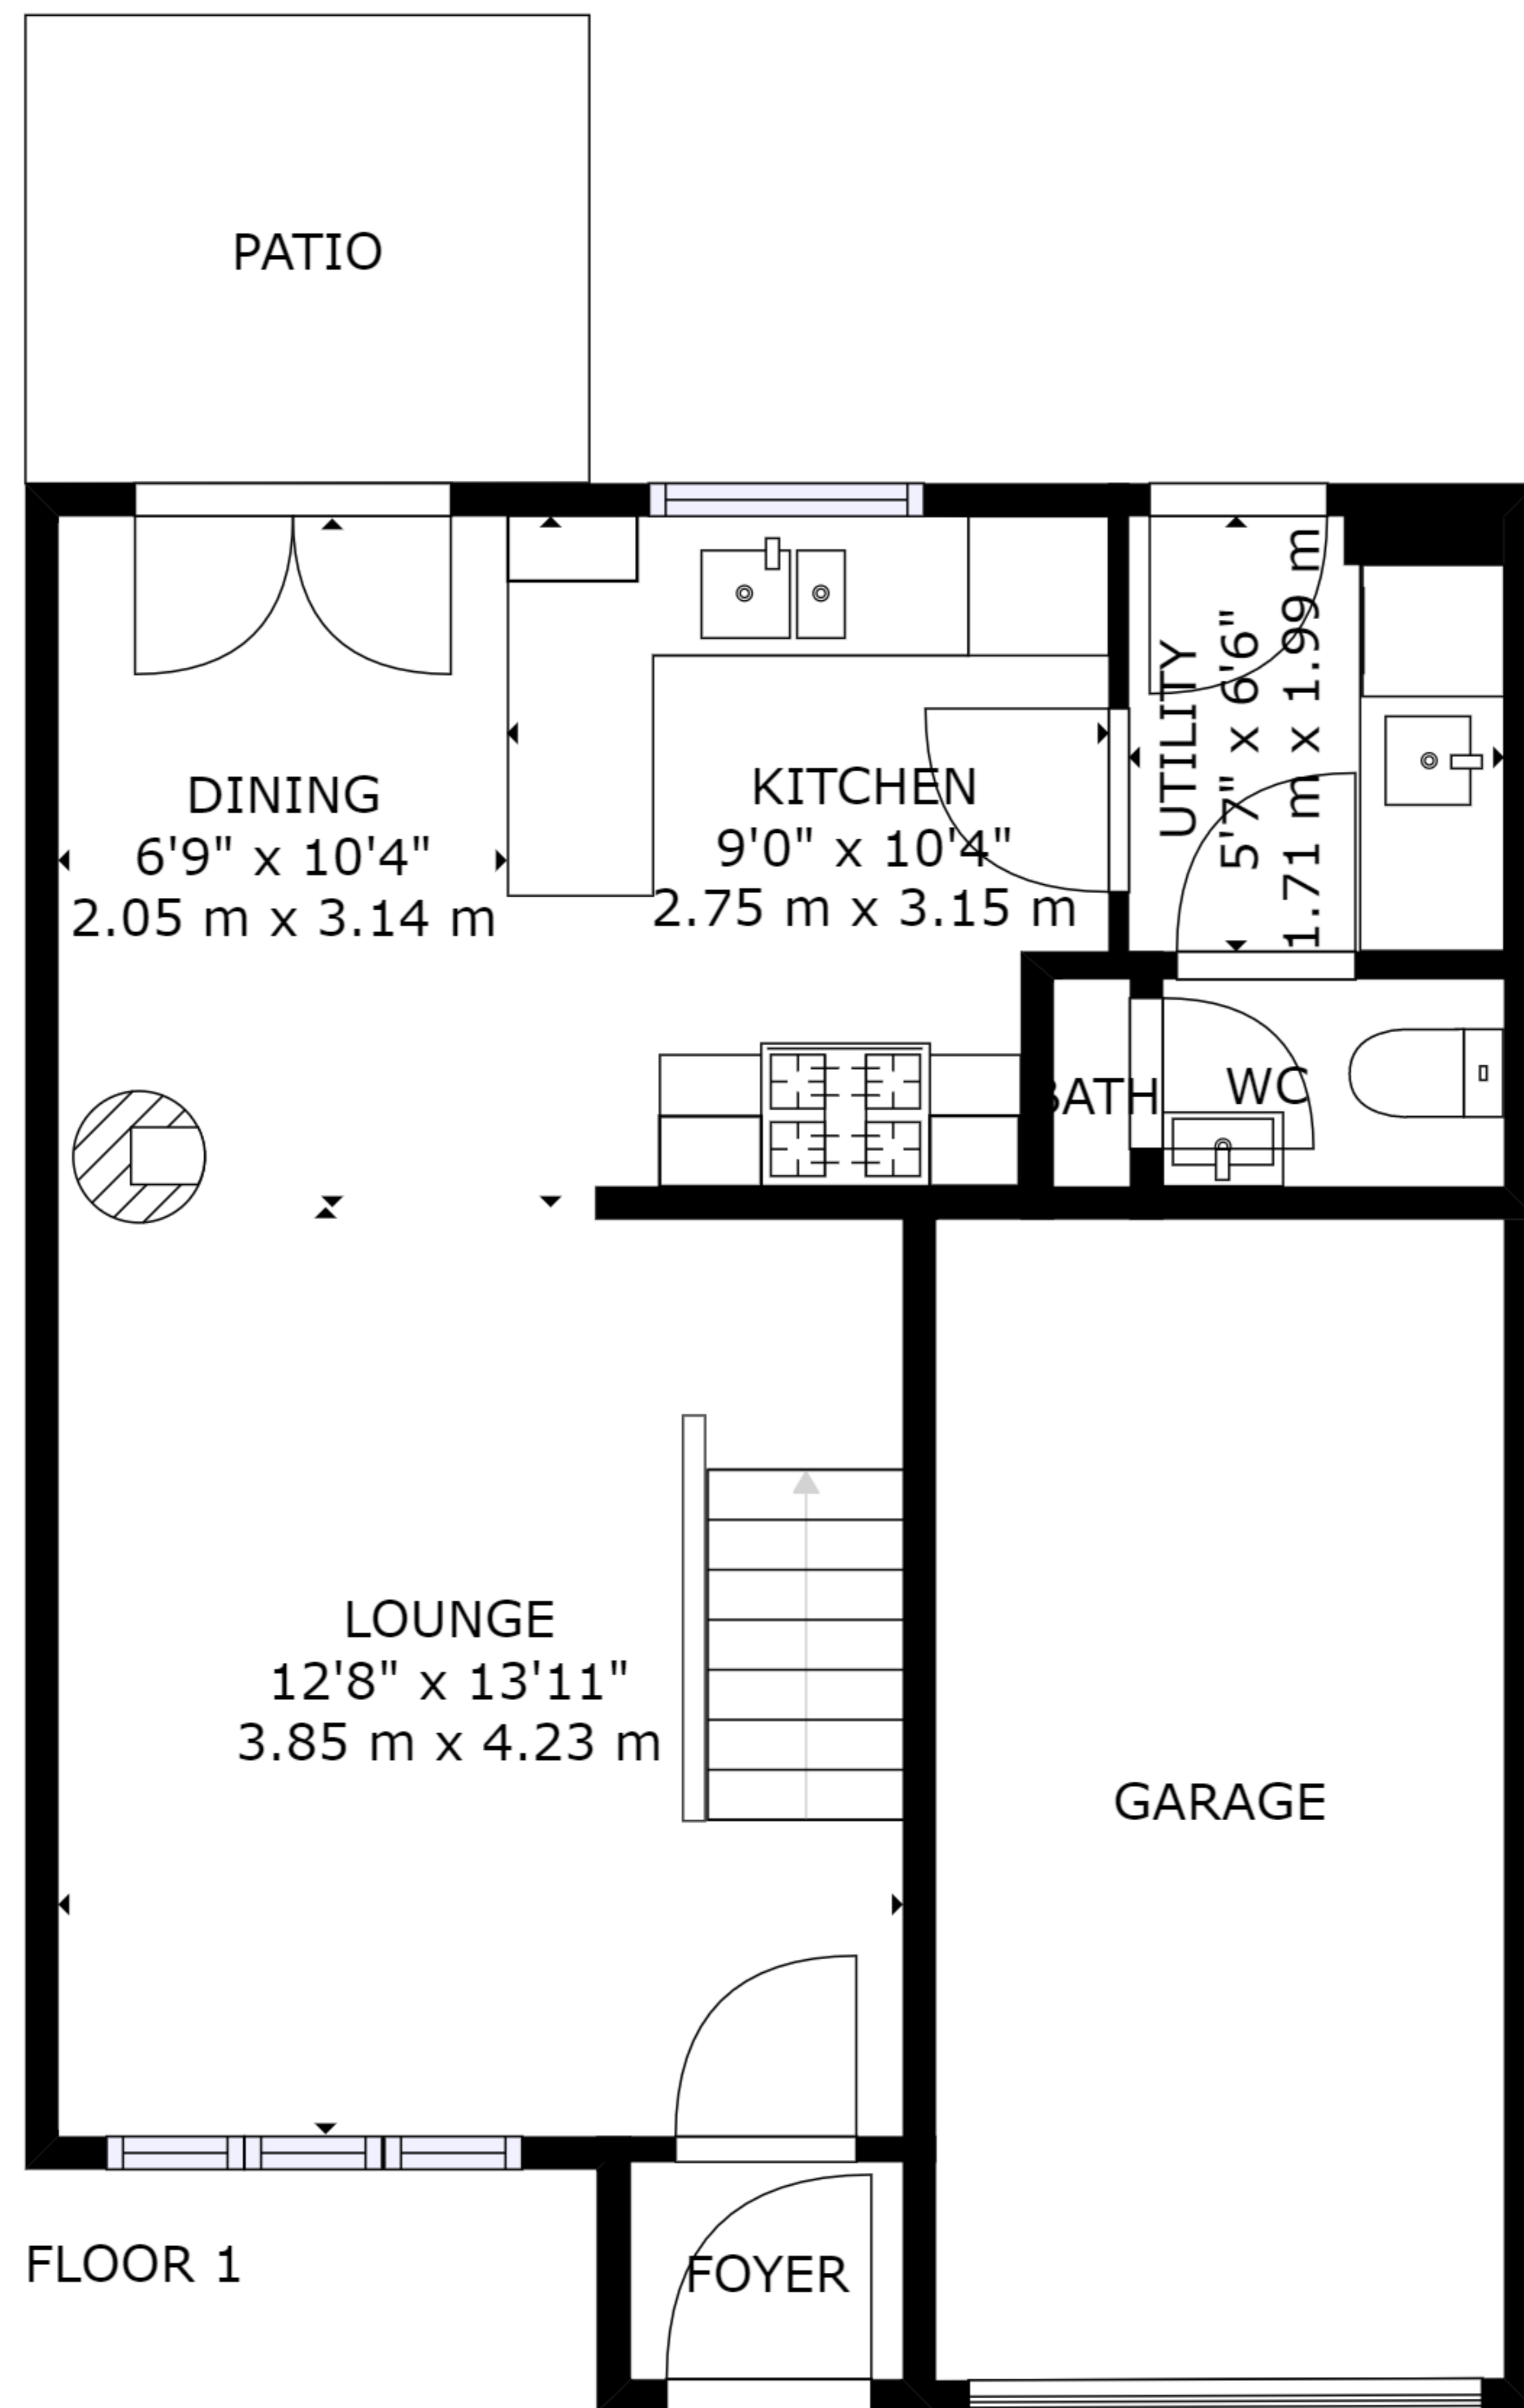 PATIO
DINING
6'9" x 10'4"
2.05 m x 3.14 m
KITCHEN
9'0" x 10'4"
2.75 m x 3.15 m
UTILITY
5'7" x 6'6"
1.71 m x 1.99 m
BATH
WC
LOUNGE
12'8" x 13'11"
3.85 m x 4.23 m
GARAGE
FLOOR 1
FOYER